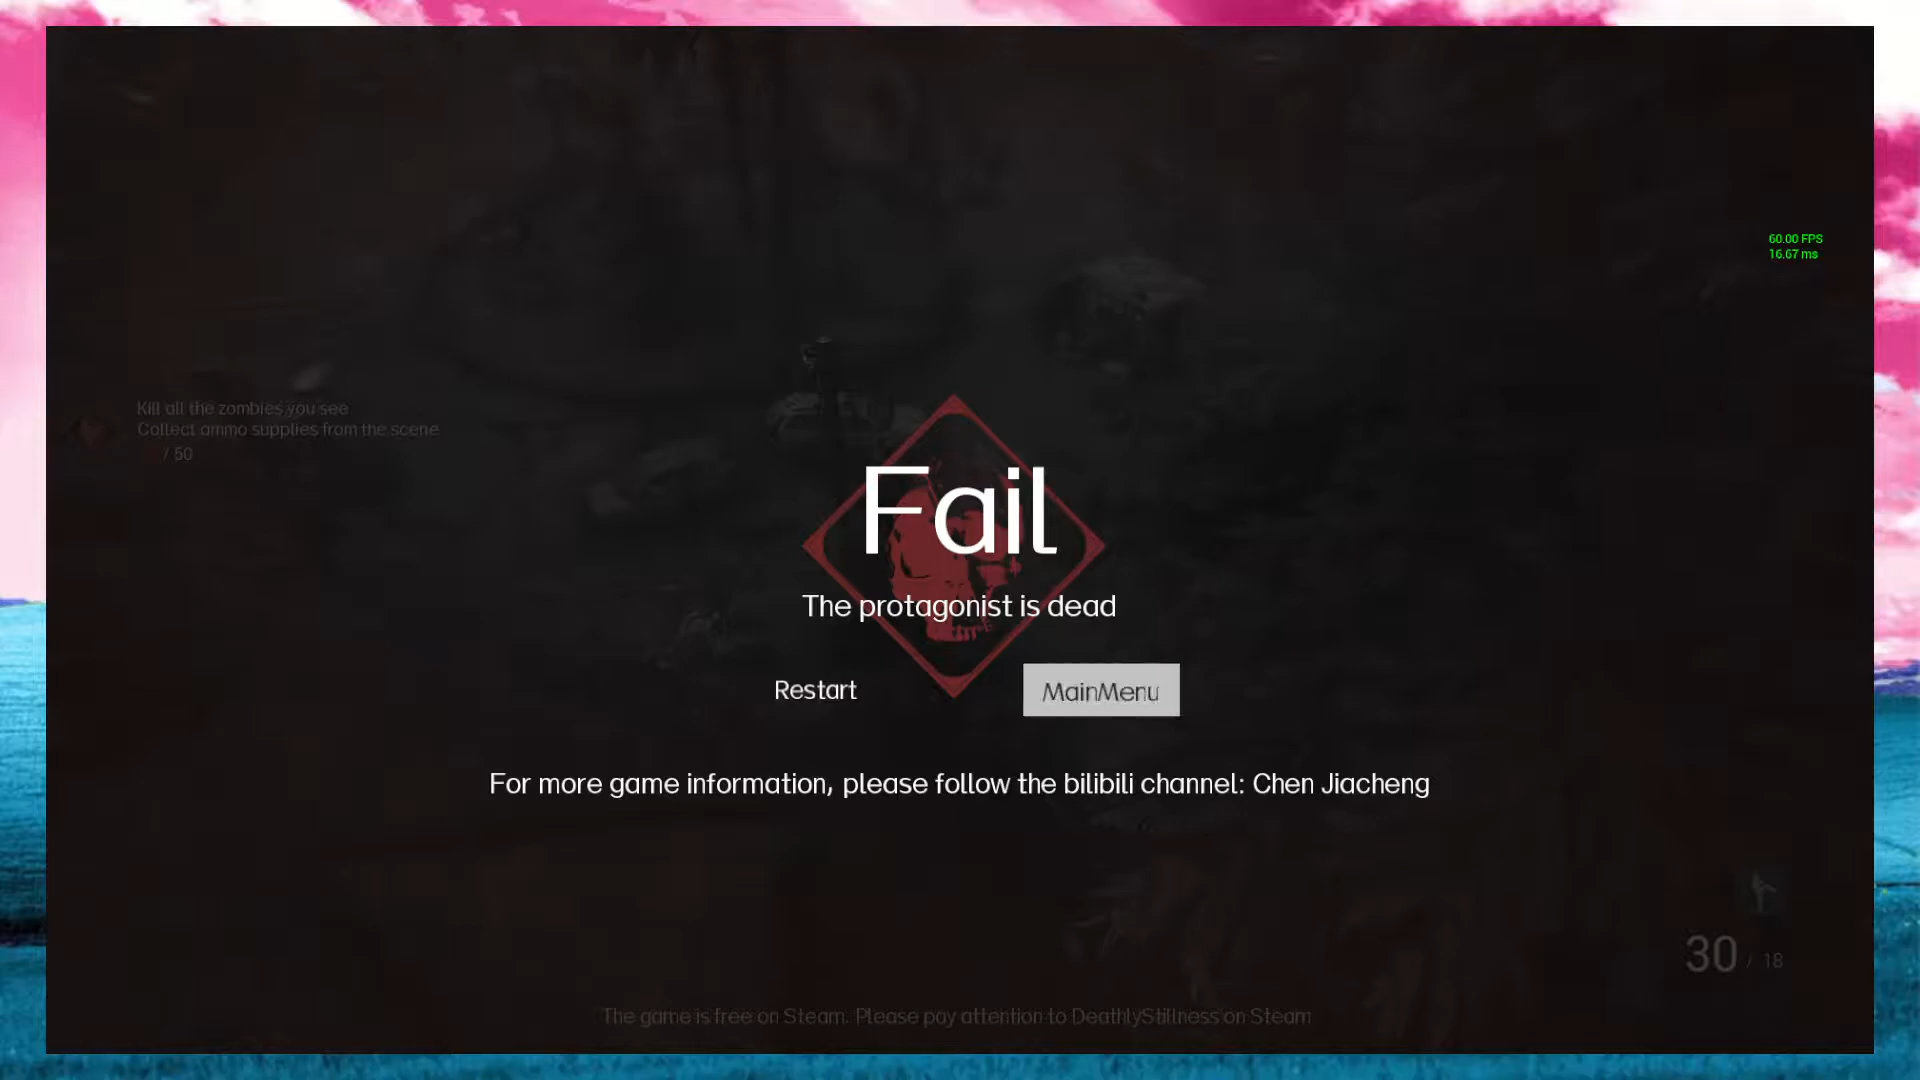 60.00 FPS
16.67 ms
Kill all the zombies you see
Collect ammo supplies from the scene
/ 50
Fail
The protagonist is dead
Restart
MainMenu
For more game information, please follow the bilibili channel: Chen Jiacheng
30 / 18
The game is free on Steam. Please pay attention to DeathlyStillness on Steam